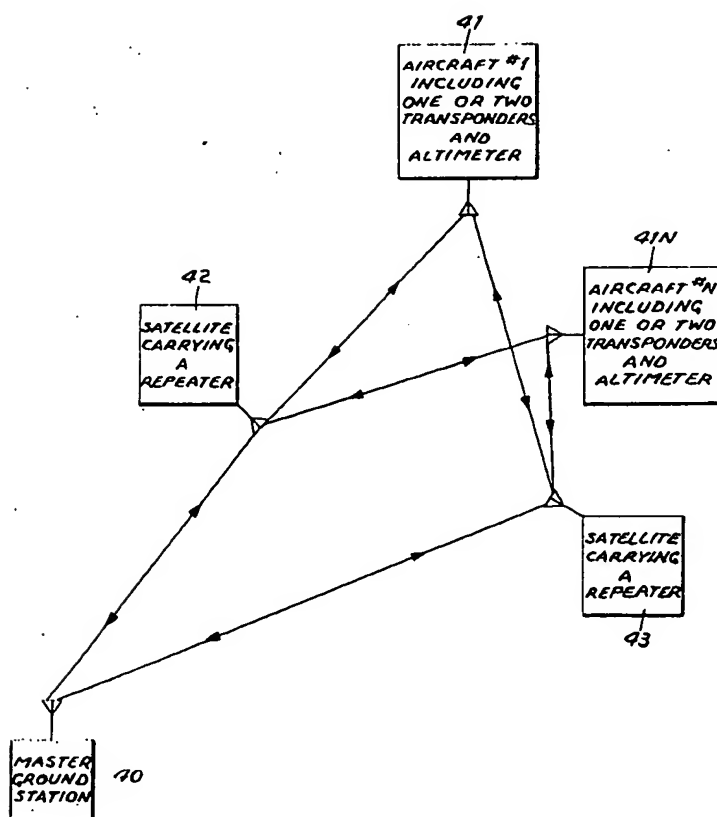 41
AIRCRAFT #1
INCLUDING
ONE OR TWO
TRANSPONDERS
AND
ALTIMETER
41N
AIRCRAFT #N
INCLUDING
ONE OR TWO
TRANSPONDERS
AND
ALTIMETER
42
SATELLITE
CARRYING
A
REPEATER
SATELLITE
CARRYING
A
REPEATER
43
MASTER
GROUND
STATION
40